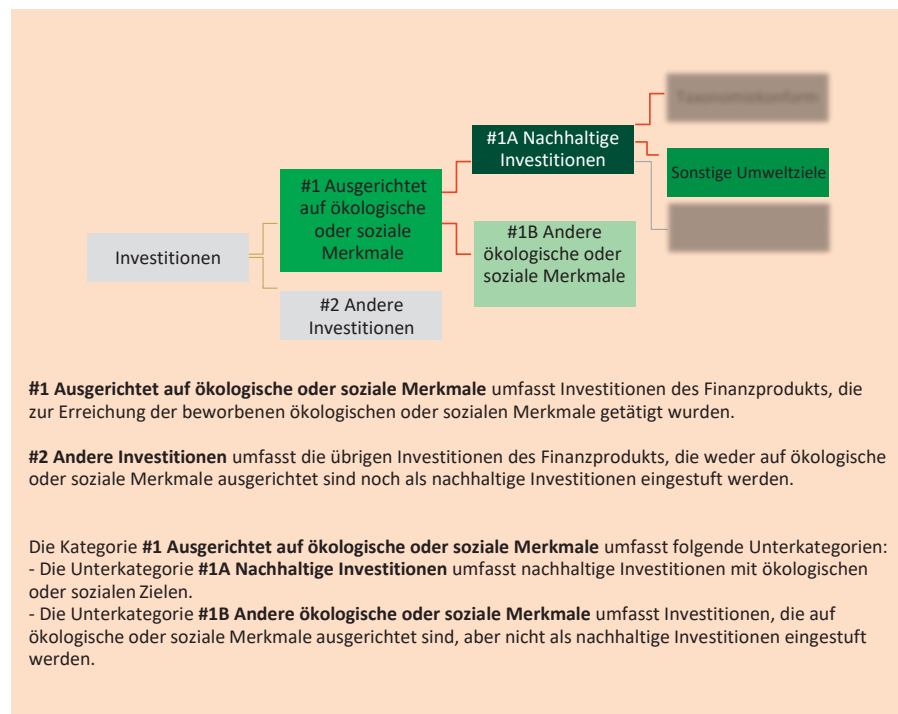 Taxonomiekonform
#1A Nachhaltige
Investitionen
Sonstige Umweltziele
#1 Ausgerichtet
auf ökologische
oder soziale
Merkmale
#1B Andere
ökologische oder
soziale Merkmale
Investitionen
#2 Andere
Investitionen
#1 Ausgerichtet auf ökologische oder soziale Merkmale umfasst Investitionen des Finanzprodukts, die
zur Erreichung der beworbenen ökologischen oder sozialen Merkmale getätigt wurden.
#2 Andere Investitionen umfasst die übrigen Investitionen des Finanzprodukts, die weder auf ökologische
oder soziale Merkmale ausgerichtet sind noch als nachhaltige Investitionen eingestuft werden.
Die Kategorie #1 Ausgerichtet auf ökologische oder soziale Merkmale umfasst folgende Unterkategorien:
- Die Unterkategorie #1A Nachhaltige Investitionen umfasst nachhaltige Investitionen mit ökologischen
oder sozialen Zielen.
- Die Unterkategorie #1B Andere ökologische oder soziale Merkmale umfasst Investitionen, die auf
ökologische oder soziale Merkmale ausgerichtet sind, aber nicht als nachhaltige Investitionen eingestuft
werden.